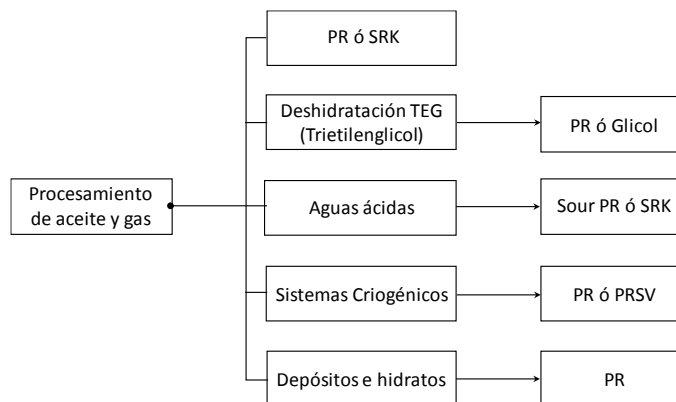 PR ó SRK
Deshidratación TEG
(Trietilenglicol)
PR ó Glicol
Procesamiento
de aceite y gas
Aguas ácidas
Sour PR ó SRK
Sistemas Criogénicos
PR ó PRSV
Depósitos e hidratos
PR